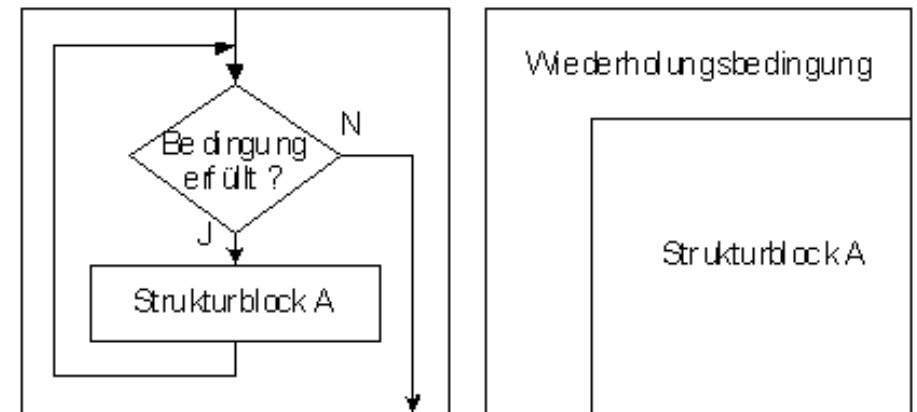 Bedingung
erfüllt ?
N
J
Strukturblock A
Wiederholungsbedingung
Strukturblock A